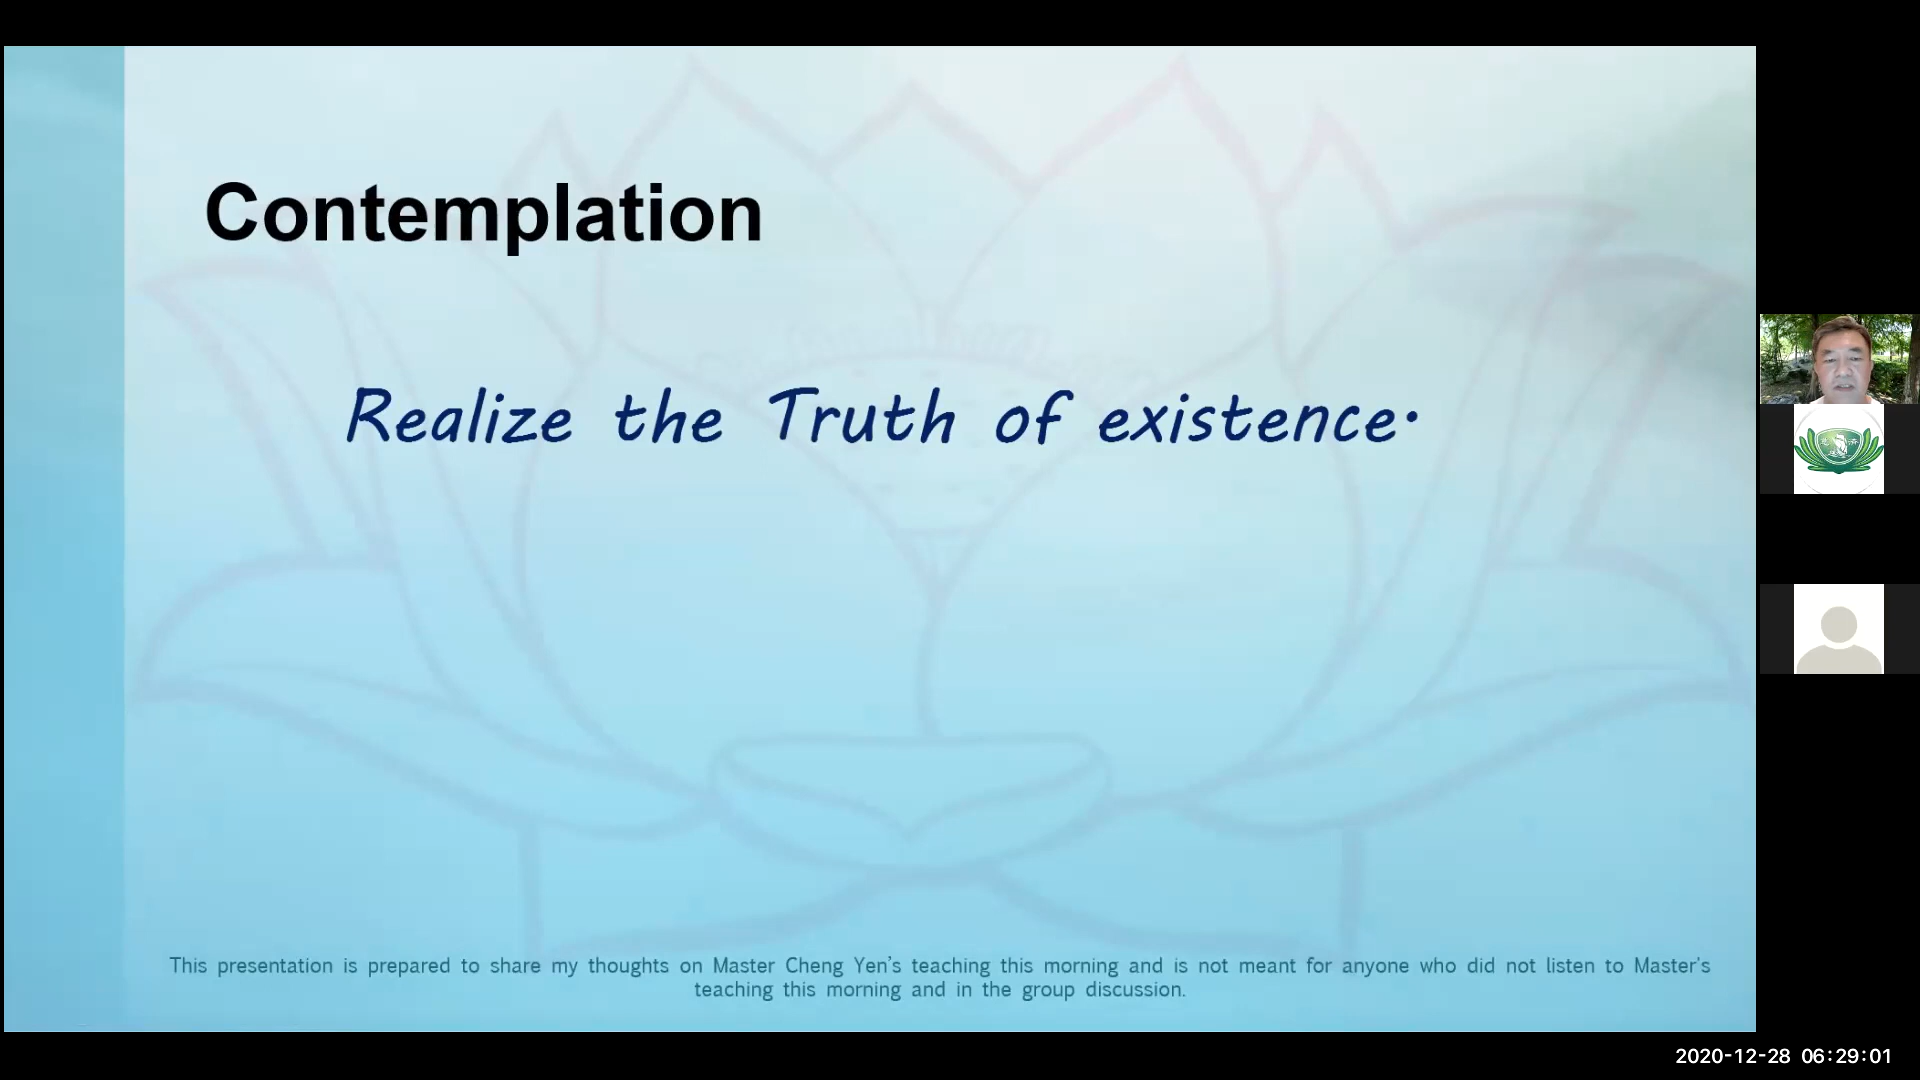 Contemplation
Realize the Truth of existence.
This presentation is prepared to share my thoughts on Master Cheng Yen's teaching this morning and is not meant for anyone who did not listen to Master's
teaching this morning and in the group discussion.
2020-12-28 06:29:01